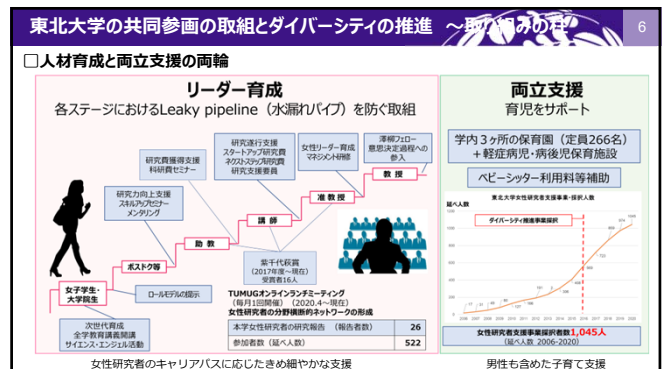 東北大学の共同参画の取組とダイバーシティの推進 ～取り組みの柱
6
□人材育成と両立支援の両輪
リーダー育成
各ステージにおけるLeaky pipeline（水漏れパイプ）を防ぐ取組
研究遂行支援
スタートアップ研究費
ネクストステップ研究費
研究支援要員
女性リーダー育成
マネジメント研修
澤柳フェロー
意思決定過程への
参入
研究費獲得支援
科研費セミナー
研究力向上支援
スキルアップセミナー
メンタリング
教 授
准教授
講 師
助 教
ポスドク等
女子学生・
大学院生
紫千代萩賞
（2017年度～現在）
受賞者16人
ロールモデルの提示
次世代育成
全学教育講義開講
サイエンス・エンジェル活動
TUMUGオンラインランチミーティング
（毎月1回開催） （2020.4～現在）
女性研究者の分野横断的ネットワークの形成
本学女性研究者の研究報告 （報告者数） 26
参加者数（延べ人数） 522
女性研究者のキャリアパスに応じたきめ細やかな支援
両立支援
育児をサポート
学内３ヶ所の保育園（定員266名）
＋軽症病児・病後児保育施設
ベビーシッター利用料等補助
東北大学女性研究者支援事業・採択人数
延べ人数
ダイバーシティ推進事業採択
女性研究者支援事業採択者数1,045人
（延べ人数 2006-2020）
男性も含めた子育て支援